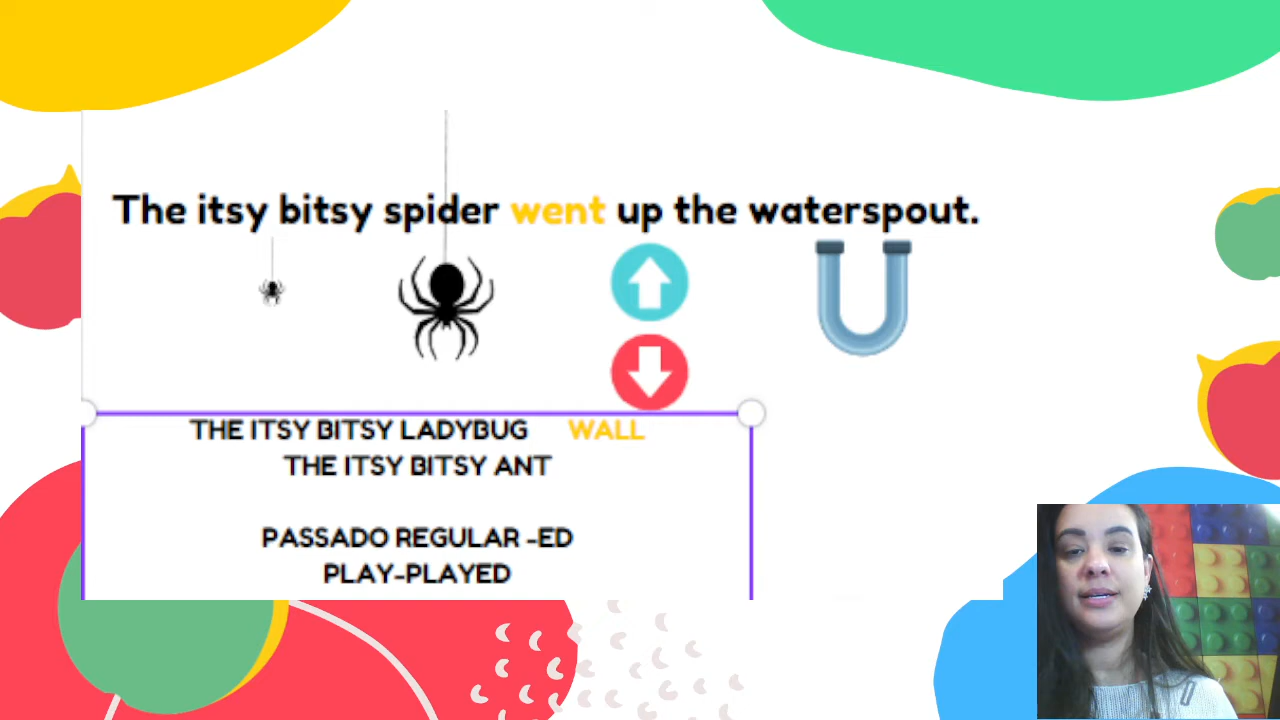 The itsy bitsy spider went up the waterspout.
THE ITSY BITSY LADYBUG WALL
THE ITSY BITSY ANT
PASSADO REGULAR -ED
PLAY-PLAYED